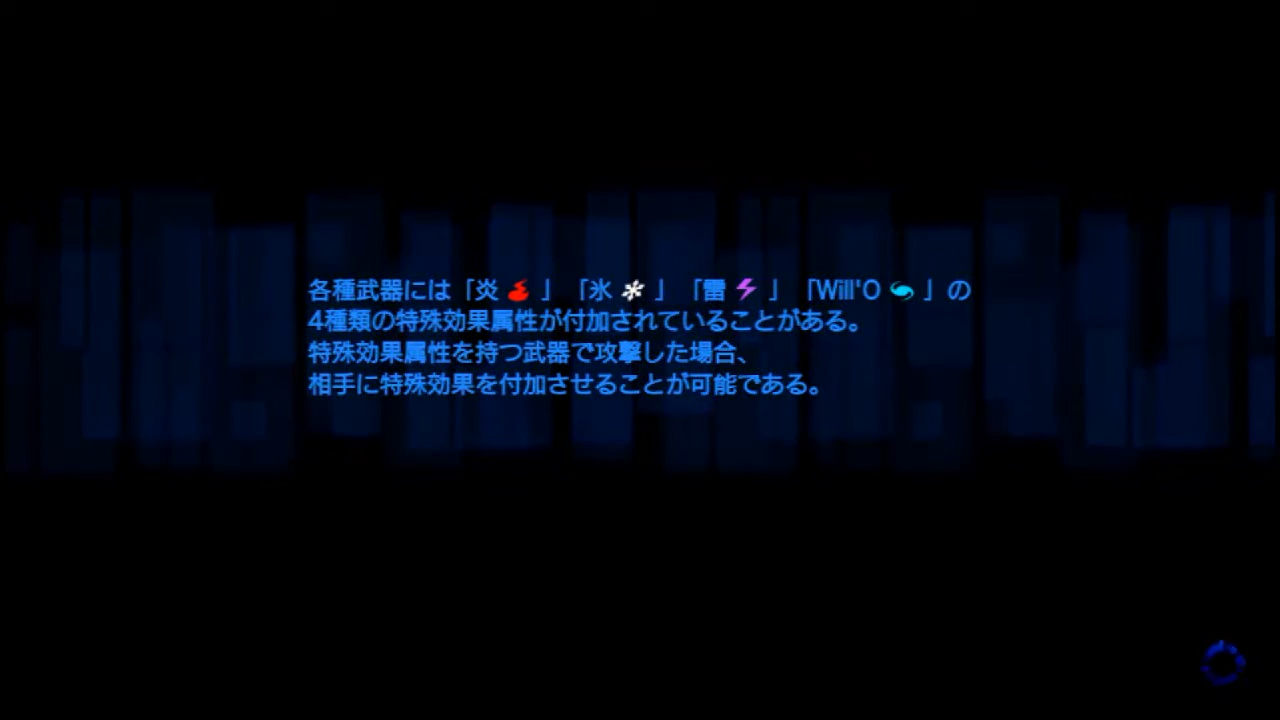 各種武器には「炎」「氷」「雷」「Will'O」の
4種類の特殊効果属性が付加されていることがある。
特殊効果属性を持つ武器で攻撃した場合、
相手に特殊効果を付加させることが可能である。